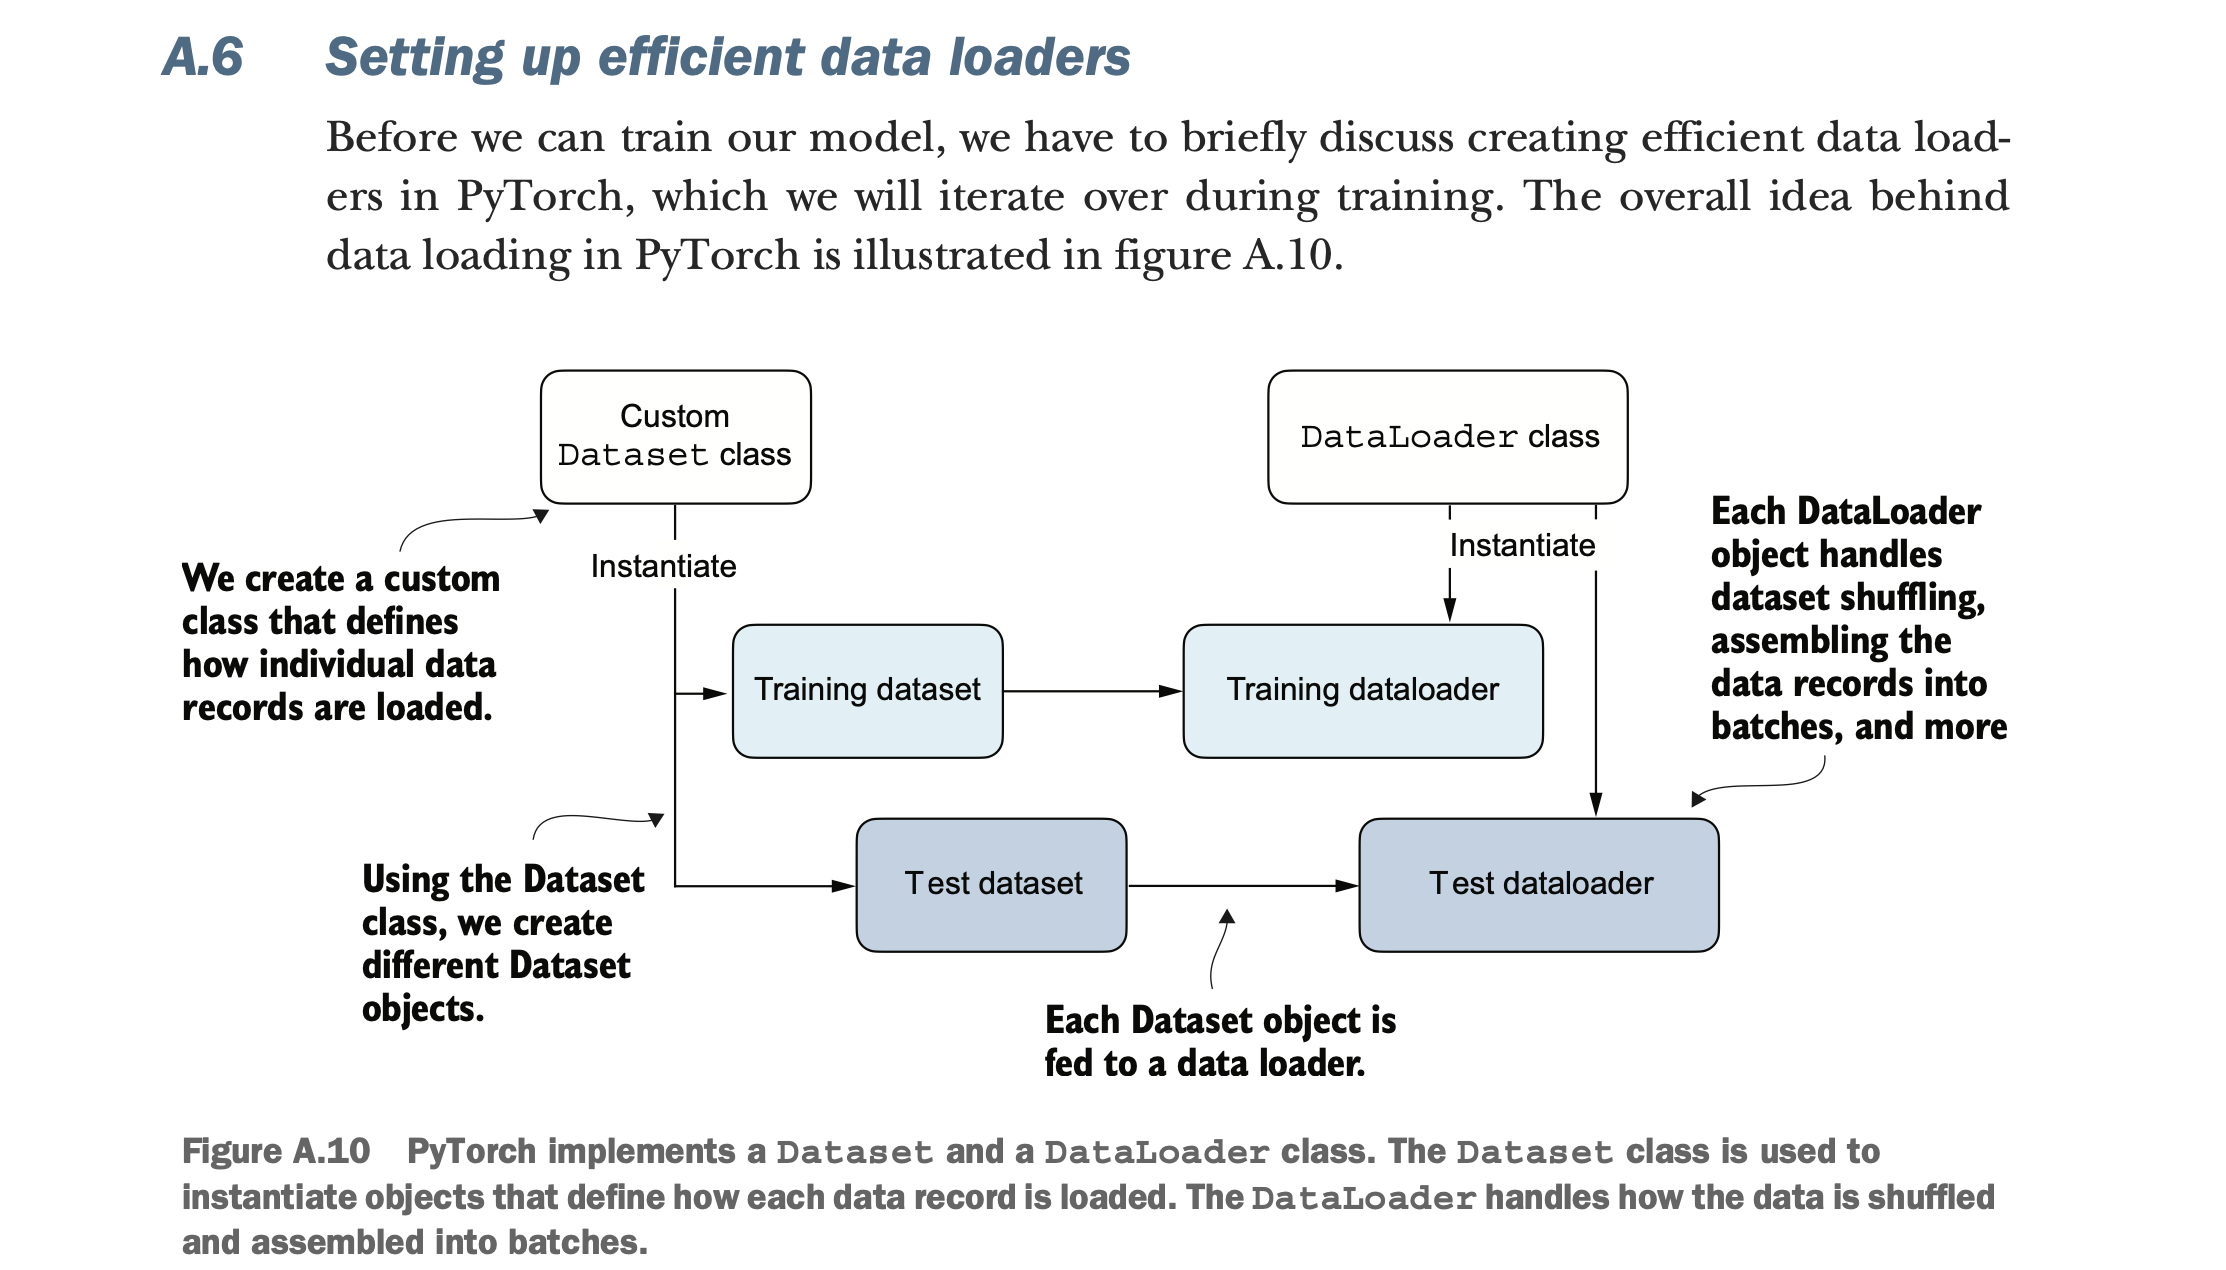 A.6 Setting up efficient data loaders
Before we can train our model, we have to briefly discuss creating efficient data load-
ers in PyTorch, which we will iterate over during training. The overall idea behind
data loading in PyTorch is illustrated in figure A.10.
Custom
Dataset class
DataLoader class
Instantiate
Instantiate
We create a custom
class that defines
how individual data
records are loaded.
Each DataLoader
object handles
dataset shuffling,
assembling the
data records into
batches, and more
Training dataset
Training dataloader
Test dataset
Test dataloader
Using the Dataset
class, we create
different Dataset
objects.
Each Dataset object is
fed to a data loader.
Figure A.10 PyTorch implements a Dataset and a DataLoader class. The Dataset class is used to
instantiate objects that define how each data record is loaded. The DataLoader handles how the data is shuffled
and assembled into batches.